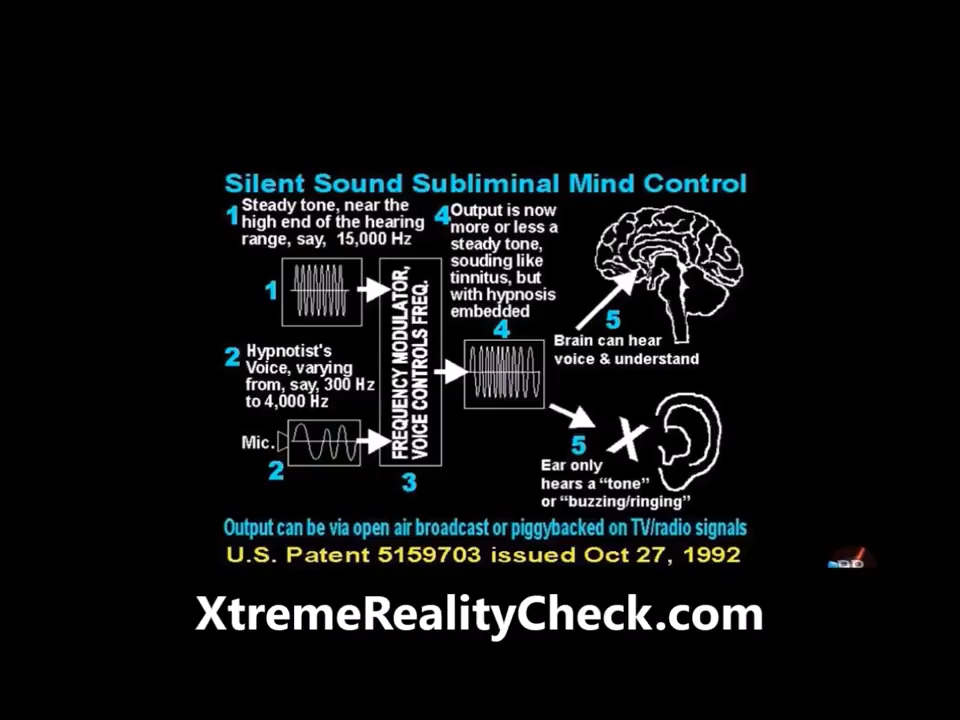 Silent Sound Subliminal Mind Control
1 Steady tone, near the
high end of the hearing
range, say, 15,000 Hz
1
2 Hypnotist's
Voice, varying
from, say, 300 Hz
to 4,000 Hz
Mic.
2
FREQUENCY MODULATOR,
VOICE CONTROLS FREQ.
3
4 Output is now
more or less a
steady tone,
souding like
tinnitus, but
with hypnosis
embedded
4
5
Brain can hear
voice & understand
X
5
Ear only
hears a “tone”
or “buzzing/ringing”
Output can be via open air broadcast or piggybacked on TV/radio signals
U.S. Patent 5159703 issued Oct 27, 1992
XtremeRealityCheck.com